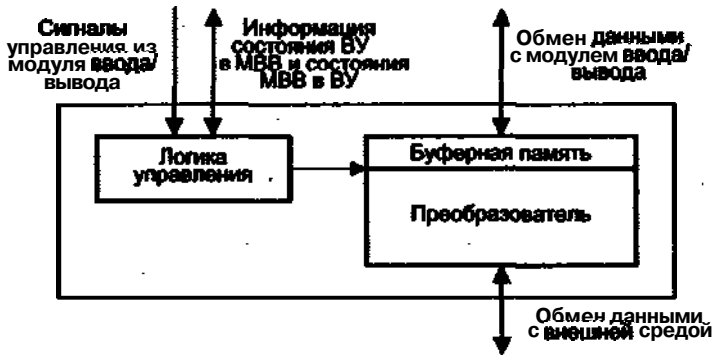 Сигналы
управления из
модуля ввода/
вывода
Информация
состояния ВУ
в МВВ и состояния
МВВ в ВУ
Обмен данными
с модулем ввода/
вывода
Логика
управления
Буферная память
Преобразователь
Обмен данными
с внешней средой